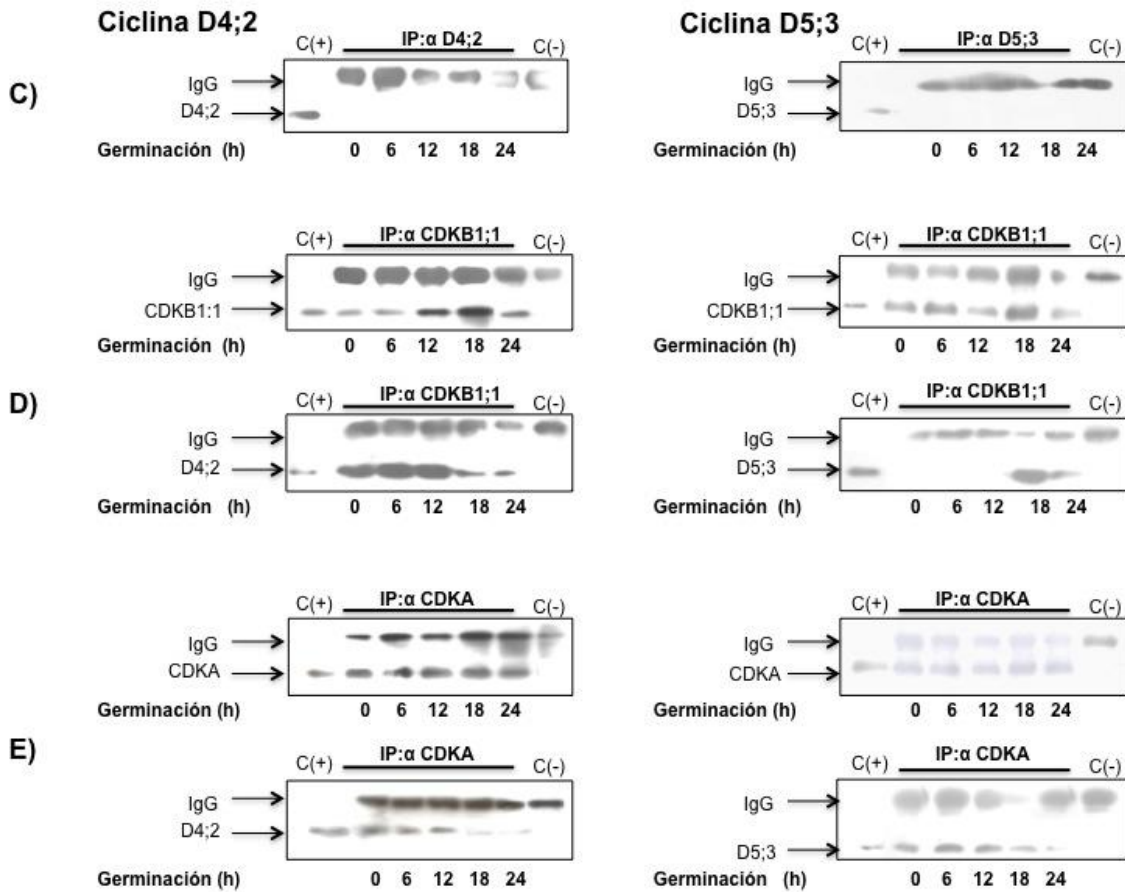 Ciclina D4;2
Ciclina D5;3
C(+) IP:α D4;2 C(-)
C(+) IP:α D5;3 C(-)
C)
IgG
D4;2
IgG
D5;3
Germinación (h) 0 6 12 18 24
Germinación (h) 0 6 12 18 24
C(+) IP:α CDKB1;1 C(-)
C(+) IP:α CDKB1;1 C(-)
IgG
CDKB1:1
IgG
CDKB1;1
Germinación (h) 0 6 12 18 24
Germinación (h) 0 6 12 18 24
D)
C(+) IP:α CDKB1;1 C(-)
C(+) IP:α CDKB1;1 C(-)
IgG
D4;2
IgG
D5;3
Germinación (h) 0 6 12 18 24
Germinación (h) 0 6 12 18 24
C(+) IP:α CDKA C(-)
C(+) IP:α CDKA C(-)
IgG
CDKA
IgG
CDKA
Germinación (h) 0 6 12 18 24
Germinación (h) 0 6 12 18 24
E)
C(+) IP:α CDKA C(-)
C(+) IP:α CDKA C(-)
IgG
D4;2
IgG
D5;3
Germinación (h) 0 6 12 18 24
Germinación (h) 0 6 12 18 24